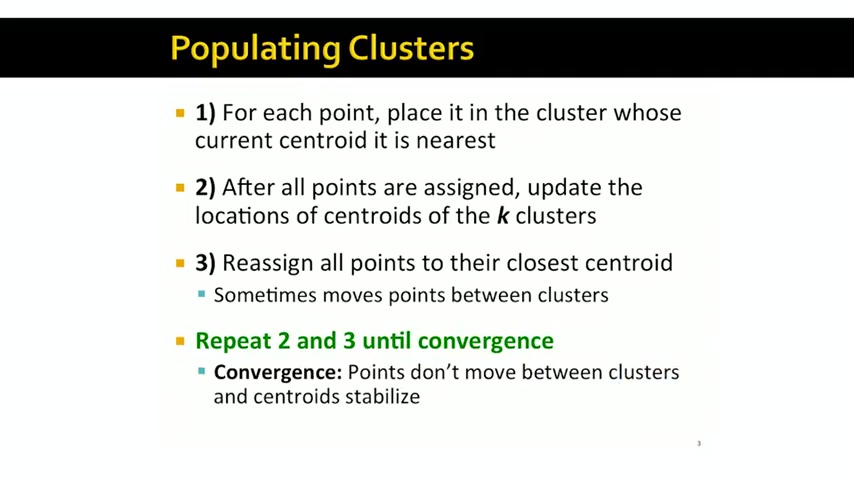 Populating Clusters
1) For each point, place it in the cluster whose
current centroid it is nearest
2) After all points are assigned, update the
locations of centroids of the k clusters
3) Reassign all points to their closest centroid
Sometimes moves points between clusters
Repeat 2 and 3 until convergence
Convergence: Points don't move between clusters
and centroids stabilize
3